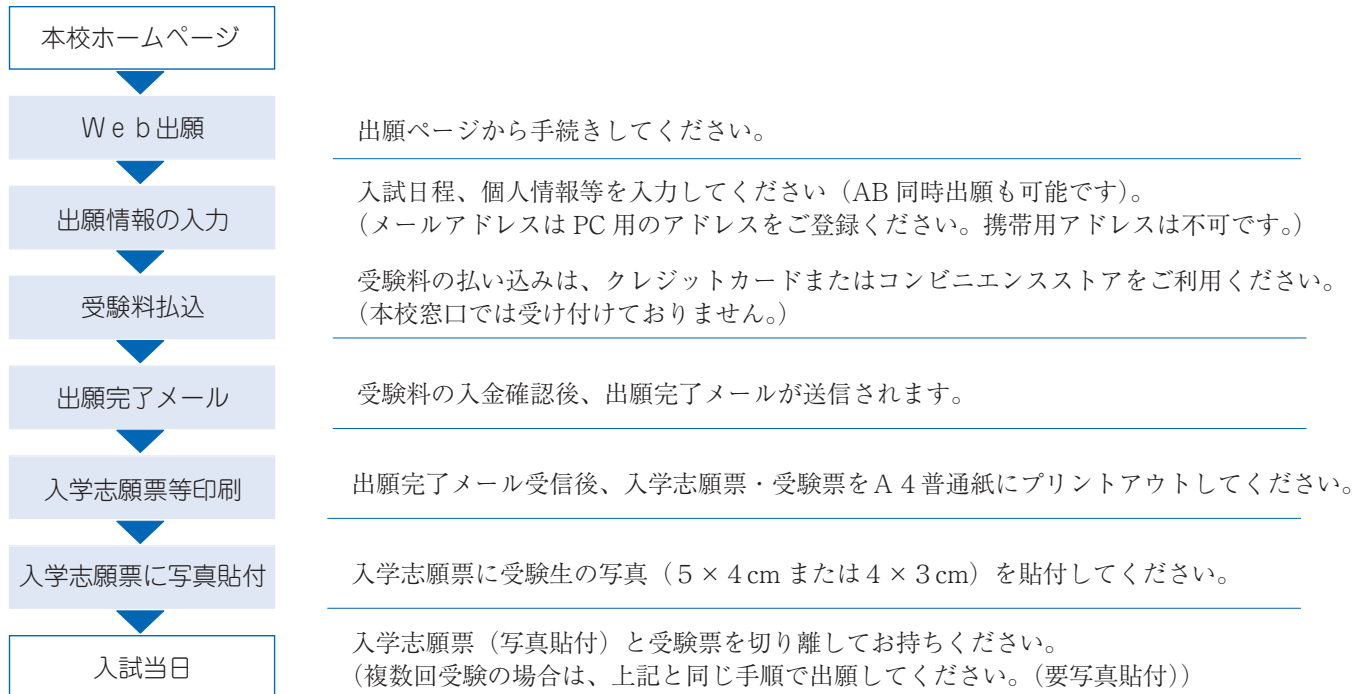 本校ホームページ
Ｗｅｂ出願
出願ページから手続きしてください。
出願情報の入力
入試日程、個人情報等を入力してください（AB 同時出願も可能です）。
（メールアドレスは PC 用のアドレスをご登録ください。携帯用アドレスは不可です。）
受験料払込
受験料の払い込みは、クレジットカードまたはコンビニエンスストアをご利用ください。
（本校窓口では受け付けておりません。）
出願完了メール
受験料の入金確認後、出願完了メールが送信されます。
入学志願票等印刷
出願完了メール受信後、入学志願票・受験票をＡ４普通紙にプリントアウトしてください。
入学志願票に写真貼付
入学志願票に受験生の写真（５×４cm または４×３cm）を貼付してください。
入試当日
入学志願票（写真貼付）と受験票を切り離してお持ちください。
（複数回受験の場合は、上記と同じ手順で出願してください。（要写真貼付））